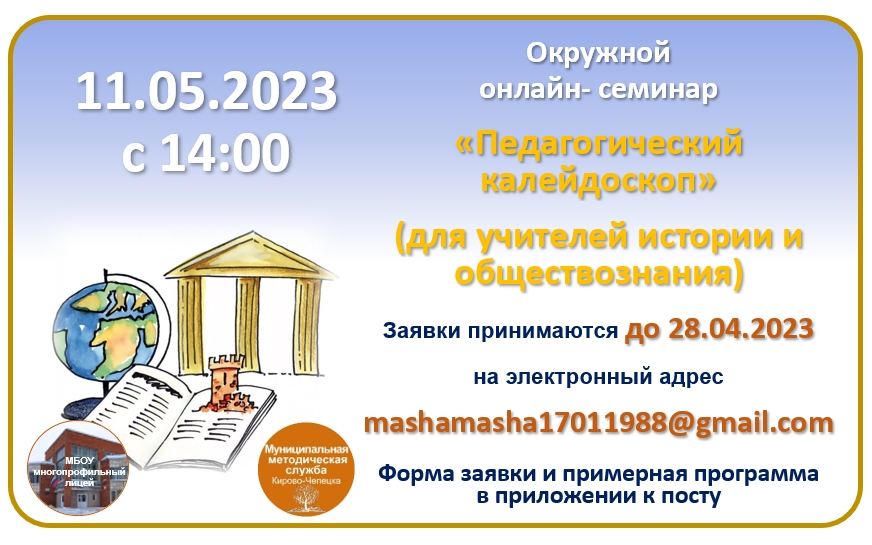 11.05.2023
с 14:00
Окружной
онлайн- семинар
«Педагогический
калейдоскоп»
(для учителей истории и
обществознания)
Заявки принимаются до 28.04.2023
на электронный адрес
mashamasha17011988@gmail.com
Форма заявки и примерная программа
в приложении к посту
МБОУ
многопрофильный
лицей
Муниципальная
методическая
служба
Кирово-Чепецка